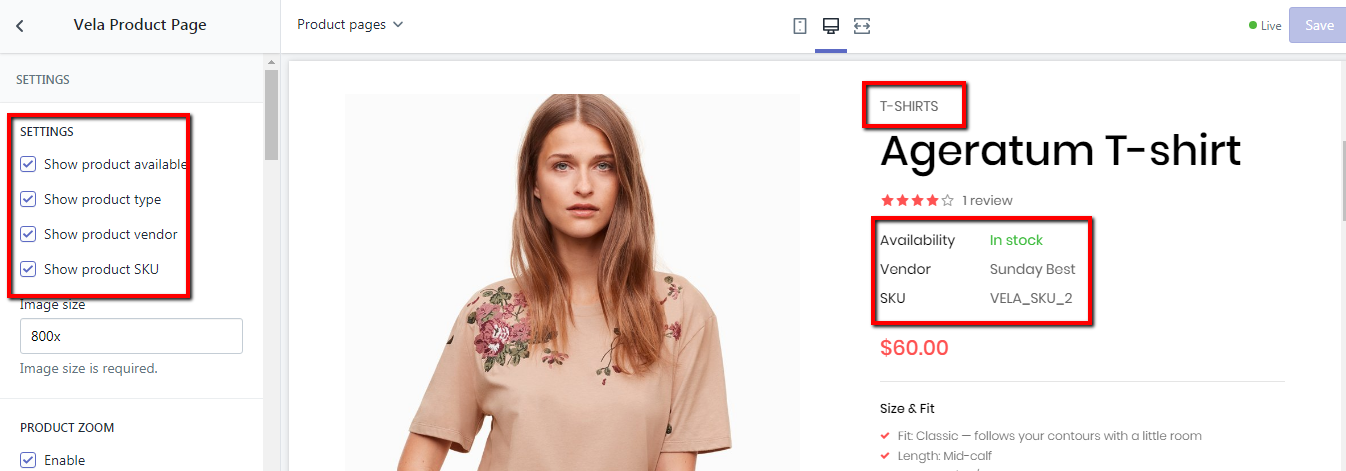 Vela Product Page
Product pages
Live
Save
SETTINGS
SETTINGS
Show product available
Show product type
Show product vendor
Show product SKU
Image size
800x
Image size is required.
PRODUCT ZOOM
Enable
T-SHIRTS
Ageratum T-shirt
1 review
Availability In stock
Vendor Sunday Best
SKU VELA_SKU_2
$60.00
Size & Fit
Fit: Classic — follows your contours with a little room
Length: Mid-calf